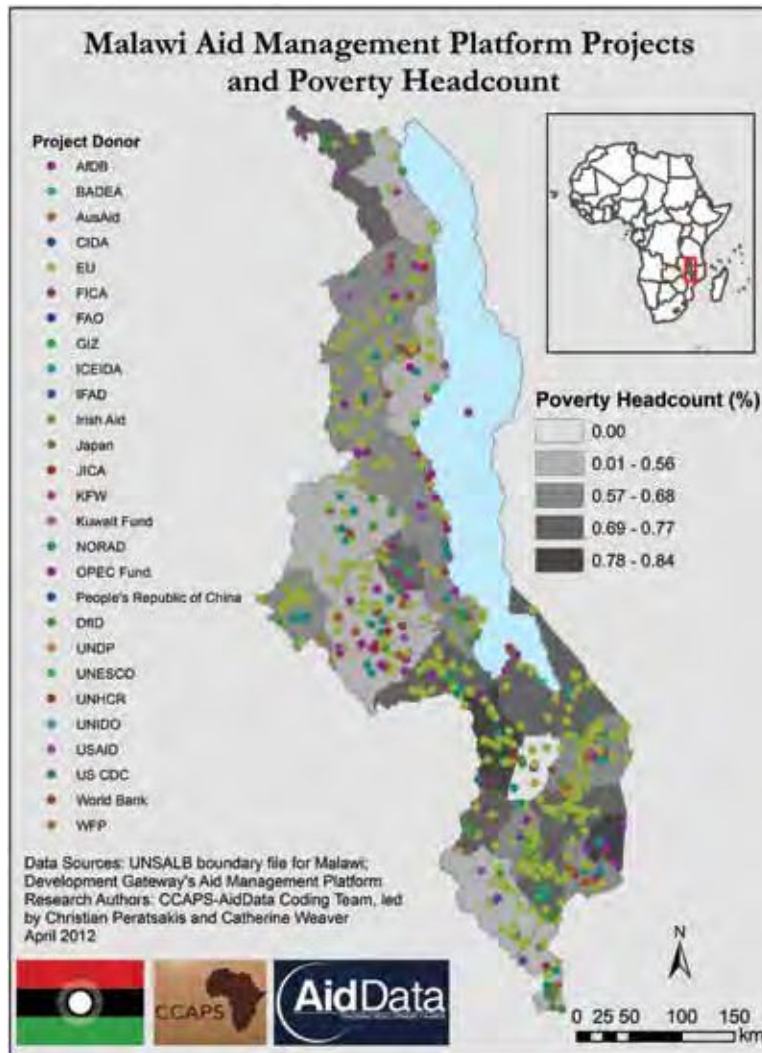 Malawi Aid Management Platform Projects
and Poverty Headcount
Project Donor
AfDB
BADEA
AusAid
CIDA
EU
FICA
FAO
GIZ
ICEIDA
IFAD
Irish Aid
Japan
JICA
KFW
Kuwait Fund
NORAD
OPEC Fund
People's Republic of China
DfID
UNDP
UNESCO
UNHCR
UNIDO
USAID
US CDC
World Bank
WFP
Poverty Headcount (%)
0.00
0.01 - 0.56
0.57 - 0.68
0.69 - 0.77
0.78 - 0.84
Data Sources: UNSALB boundary file for Malawi;
Development Gateway's Aid Management Platform
Research Authors: CCAPS-AidData Coding Team, led
by Christian Peratsakis and Catherine Weaver
April 2012
CCAPS
AidData
N
0 25 50 100 150
km